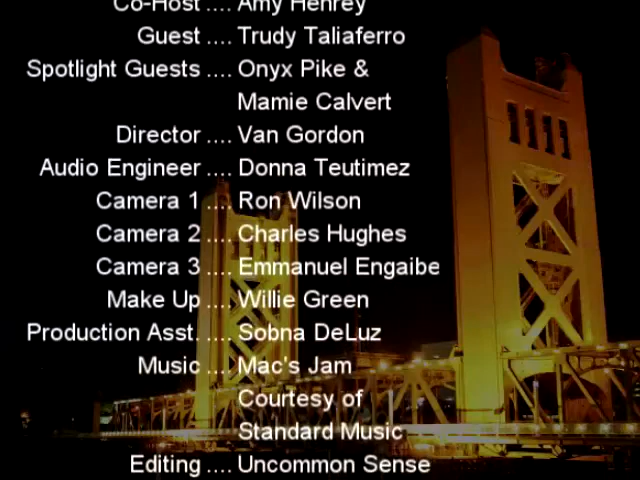 Co-Host .... Amy Henrey
Guest .... Trudy Taliaferro
Spotlight Guests .... Onyx Pike &
Mamie Calvert
Director .... Van Gordon
Audio Engineer .... Donna Teutimez
Camera 1 .... Ron Wilson
Camera 2 .... Charles Hughes
Camera 3 .... Emmanuel Engaibe
Make Up .... Willie Green
Production Asst. .... Sobna DeLuz
Music .... Mac's Jam
Courtesy of
Standard Music
Editing .... Uncommon Sense